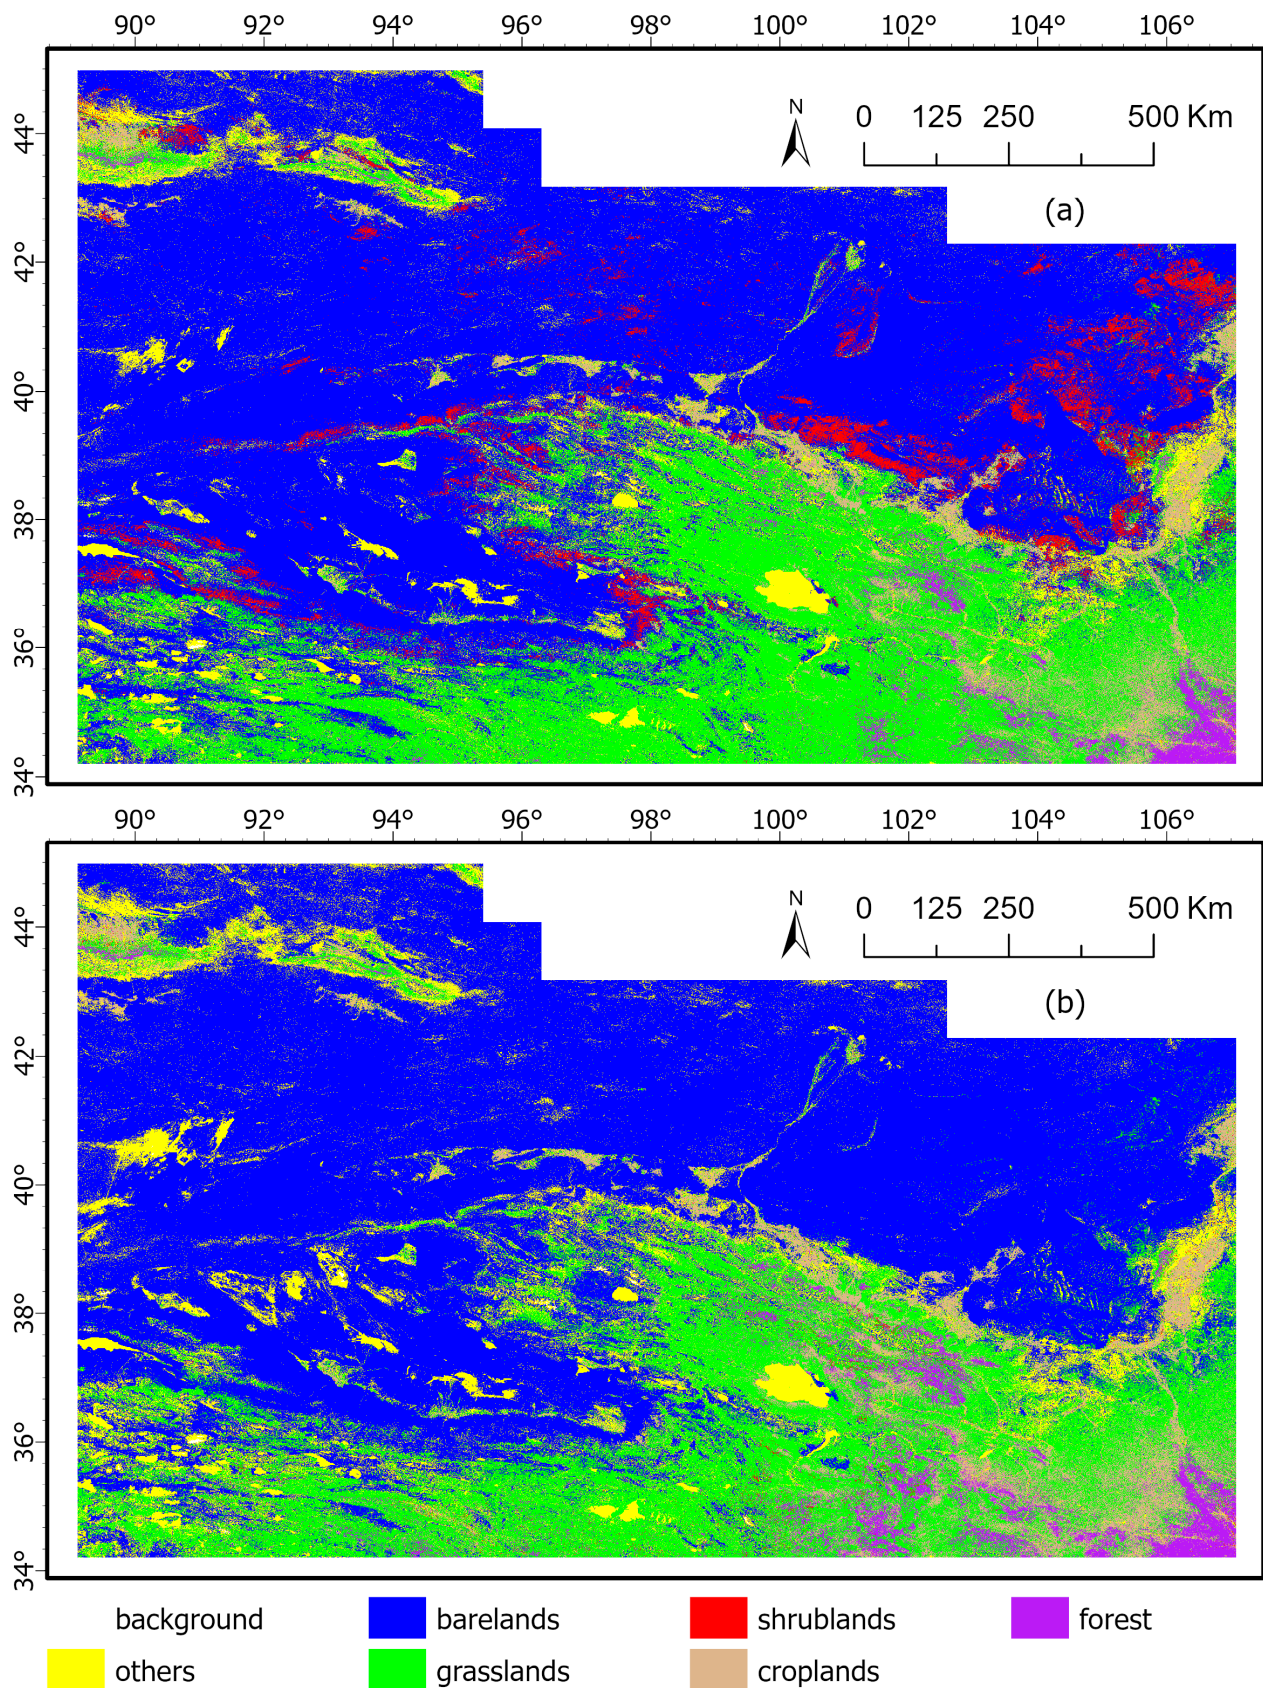 90° 92° 94° 96° 98° 100° 102° 104° 106°
N
0 125 250 500 Km
(a)
44°
42°
40°
38°
36°
34°
90° 92° 94° 96° 98° 100° 102° 104° 106°
N
0 125 250 500 Km
(b)
44°
42°
40°
38°
36°
34°
background barelands shrublands forest
others grasslands croplands